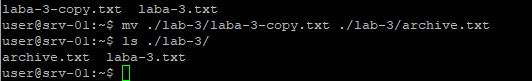 laba-3-copy.txt  laba-3.txt
user@srv-01:~$ mv ./lab-3/laba-3-copy.txt ./lab-3/archive.txt
user@srv-01:~$ ls ./lab-3/
archive.txt  laba-3.txt
user@srv-01:~$